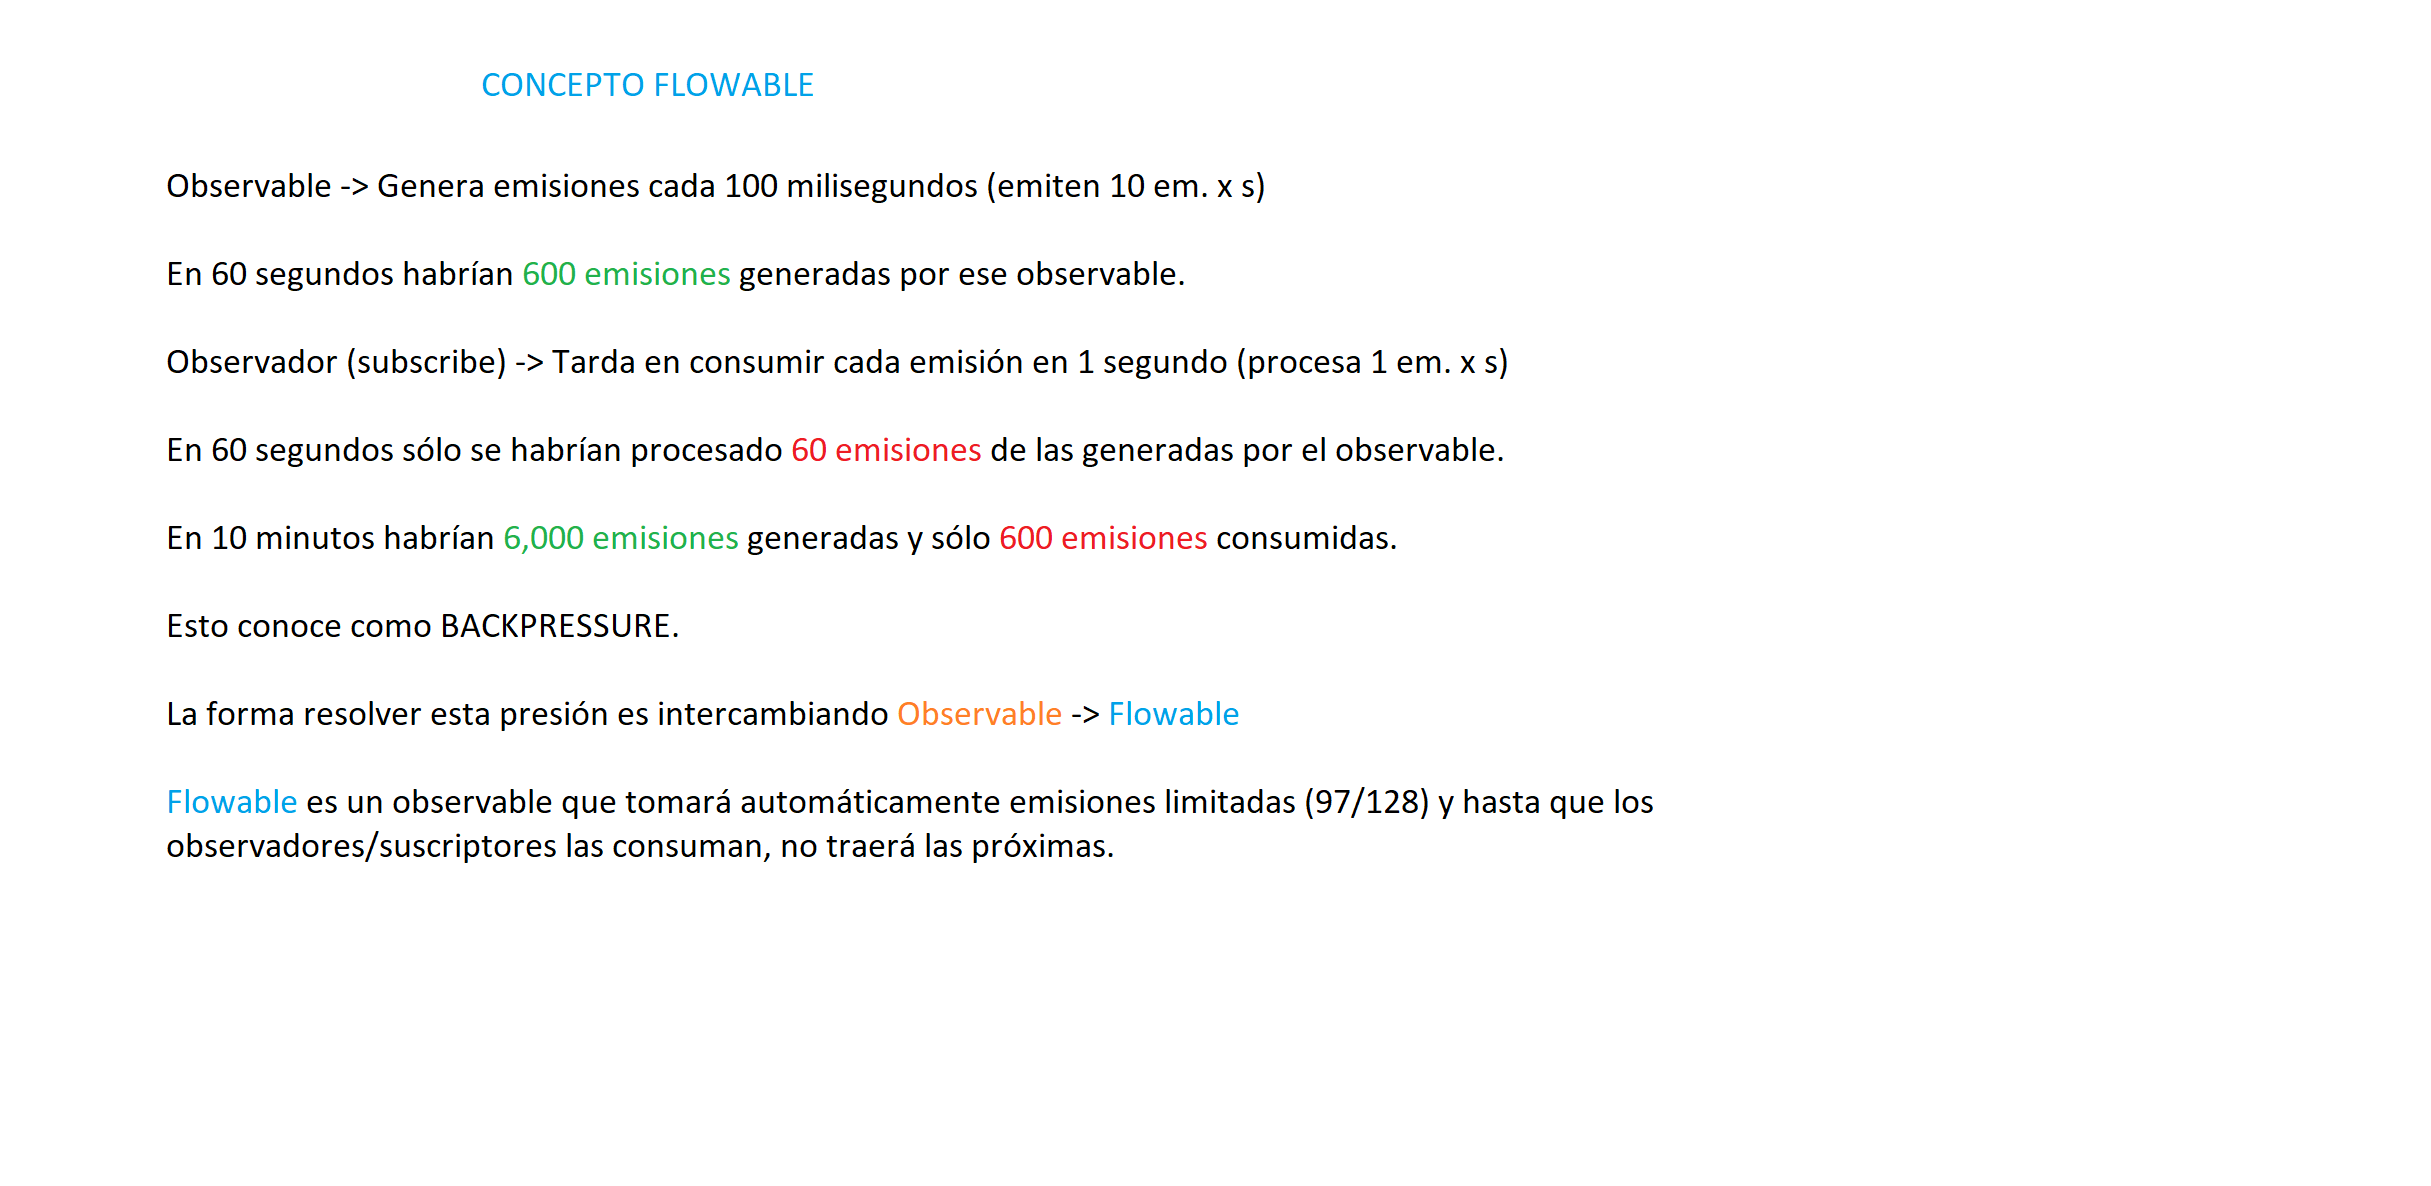 CONCEPTO FLOWABLE
Observable -> Genera emisiones cada 100 milisegundos (emiten 10 em. x s)
En 60 segundos habrían 600 emisiones generadas por ese observable.
Observador (subscribe) -> Tarda en consumir cada emisión en 1 segundo (procesa 1 em. x s)
En 60 segundos sólo se habrían procesado 60 emisiones de las generadas por el observable.
En 10 minutos habrían 6,000 emisiones generadas y sólo 600 emisiones consumidas.
Esto conoce como BACKPRESSURE.
La forma resolver esta presión es intercambiando Observable -> Flowable
Flowable es un observable que tomará automáticamente emisiones limitadas (97/128) y hasta que los
observadores/suscriptores las consuman, no traerá las próximas.